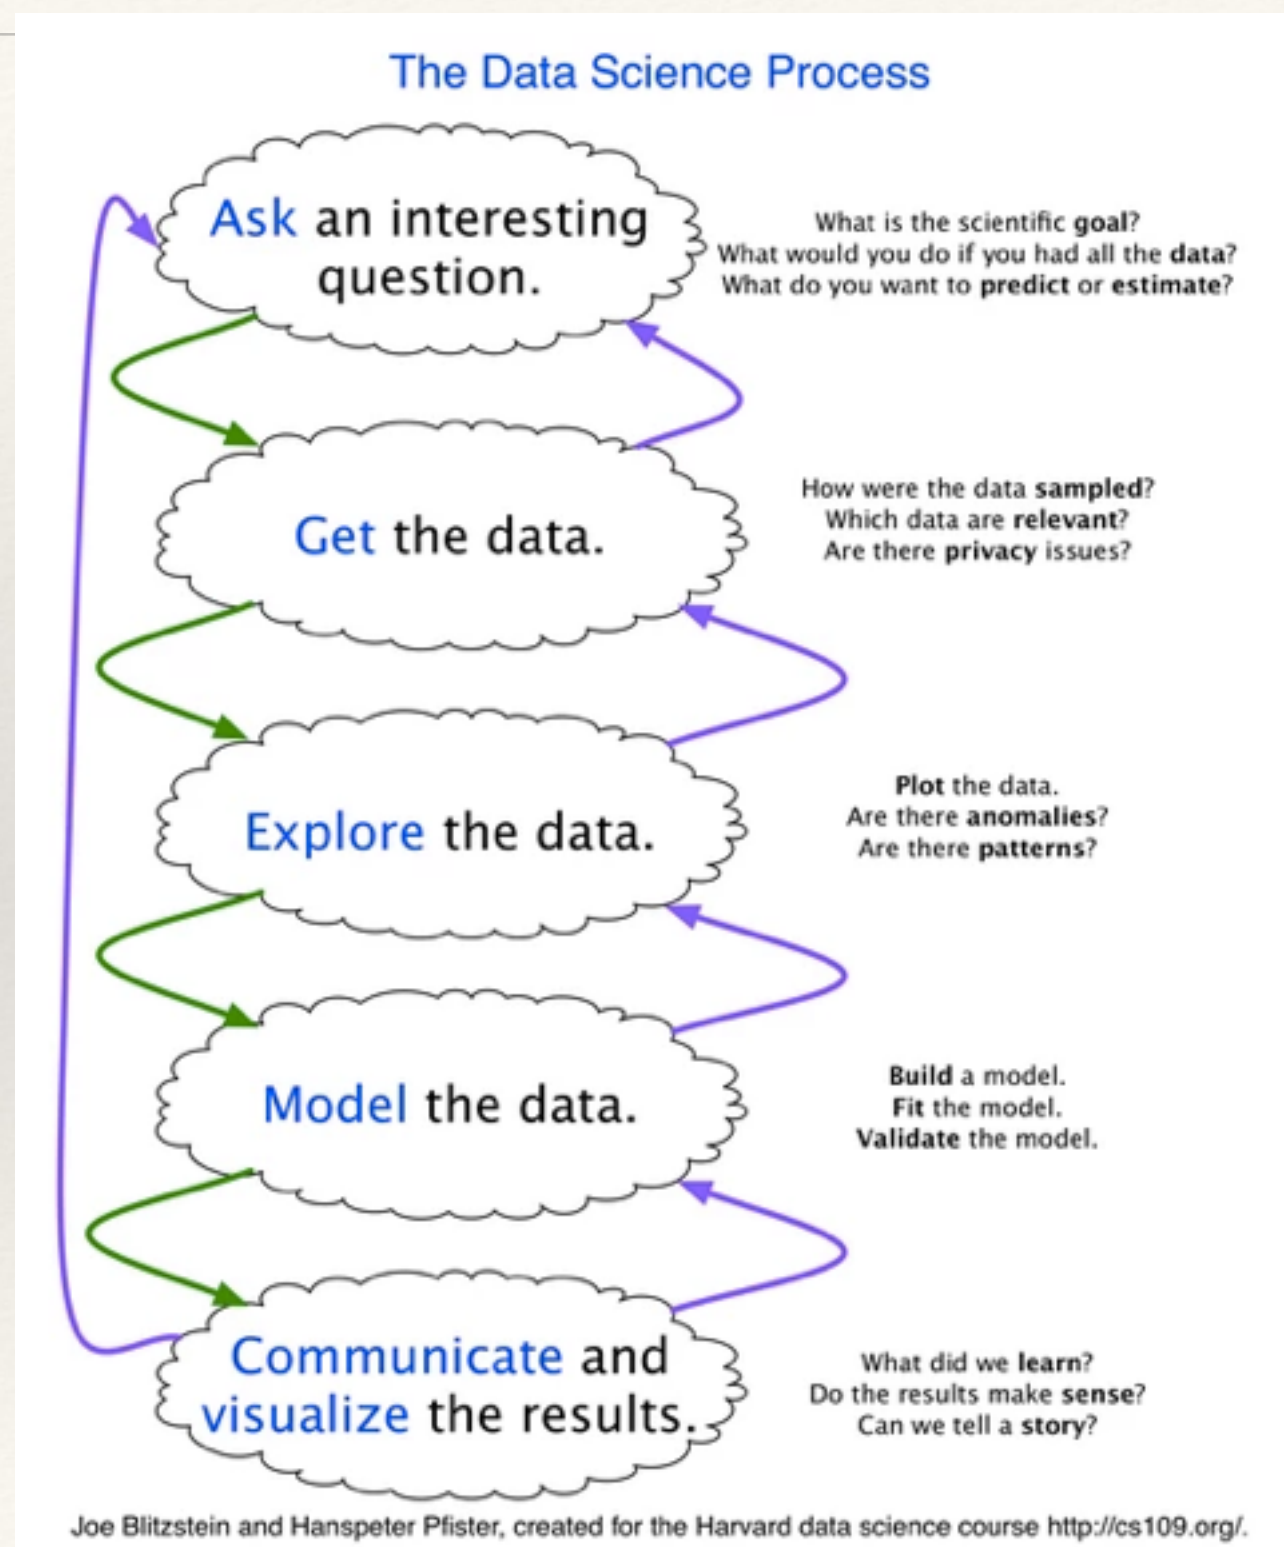 The Data Science Process
Ask an interesting
question.
What is the scientific goal?
What would you do if you had all the data?
What do you want to predict or estimate?
Get the data.
How were the data sampled?
Which data are relevant?
Are there privacy issues?
Explore the data.
Plot the data.
Are there anomalies?
Are there patterns?
Model the data.
Build a model.
Fit the model.
Validate the model.
Communicate and
visualize the results.
What did we learn?
Do the results make sense?
Can we tell a story?
Joe Blitzstein and Hanspeter Pfister, created for the Harvard data science course http://cs109.org/.